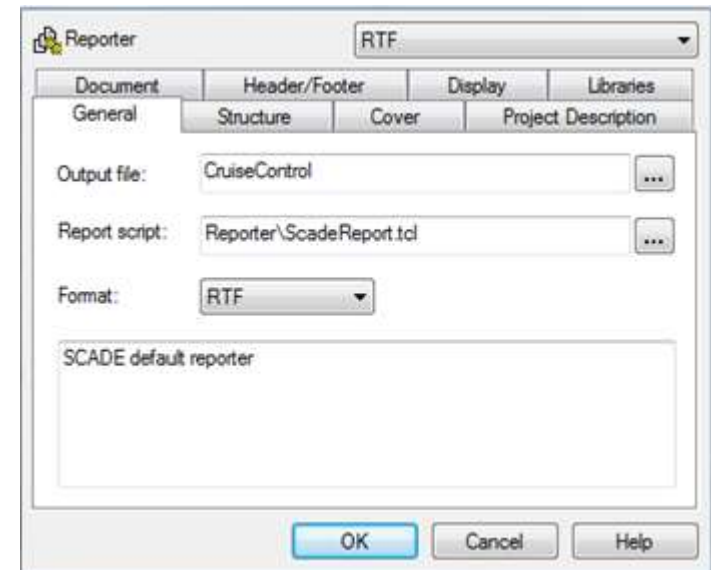 Reporter RTF
Document Header/Footer Display Libraries
General Structure Cover Project Description
Output file: CruiseControl ...
Report script: Reporter\ScadeReport.tcl ...
Format: RTF
SCADE default reporter
OK Cancel Help